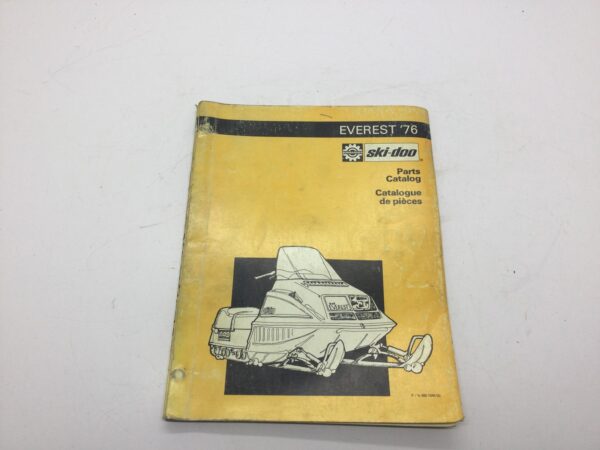 EVEREST '76
ski-doo
Parts
Catalog
Catalogue
de pièces